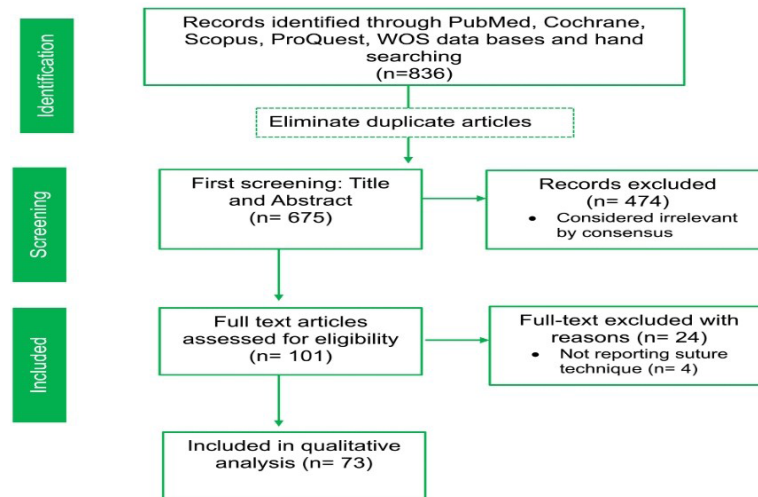 Identification
Records identified through PubMed, Cochrane,
Scopus, ProQuest, WOS data bases and hand
searching
(n=836)
Eliminate duplicate articles
Screening
First screening: Title
and Abstract
(n= 675)
Records excluded
(n= 474)
• Considered irrelevant
by consensus
Included
Full text articles
assessed for eligibility
(n= 101)
Full-text excluded with
reasons (n= 24)
• Not reporting suture
technique (n= 4)
Included in qualitative
analysis (n= 73)